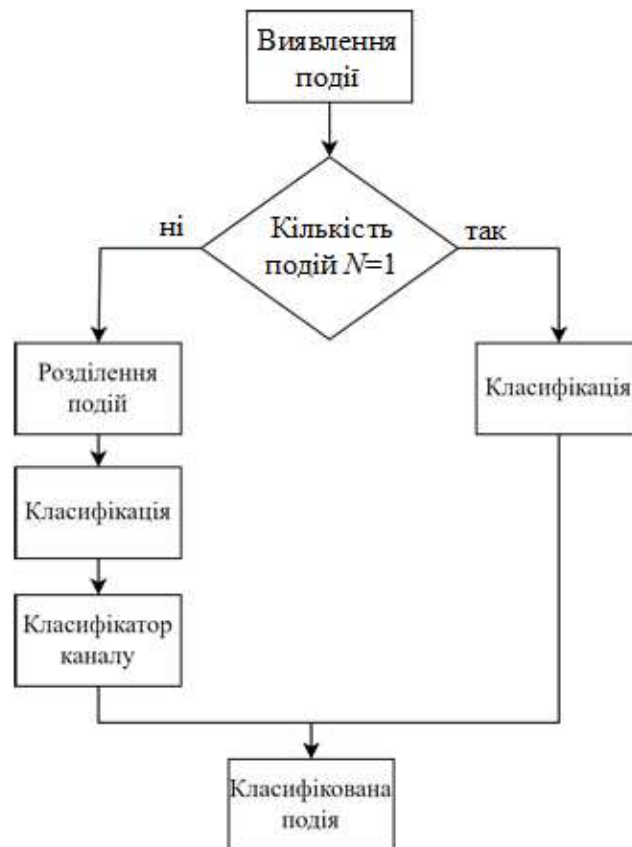 Виявлення
події
Кількість
подій N=1
ні
так
Розділення
подій
Класифікація
Класифікація
Класифікатор
каналу
Класифікована
подія